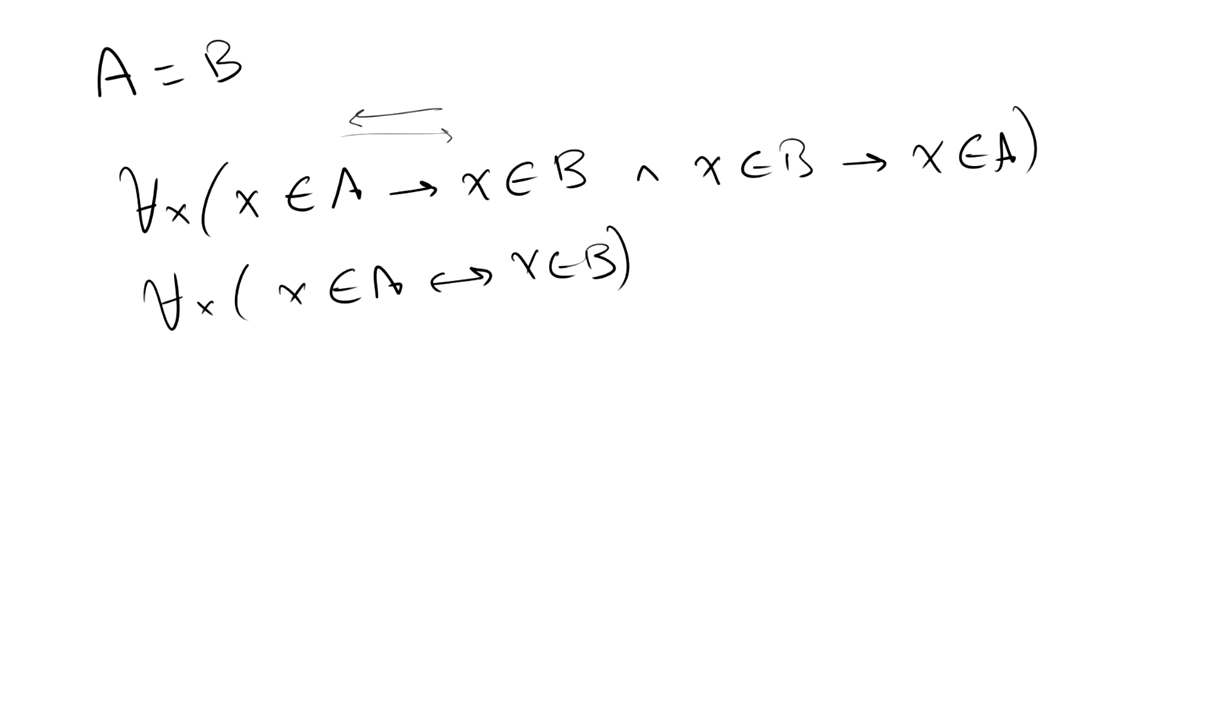 A = B
∀x(x ∈ A → x ∈ B ∧ x ∈ B → x ∈ A)
∀x(x ∈ A ↔ x ∈ B)